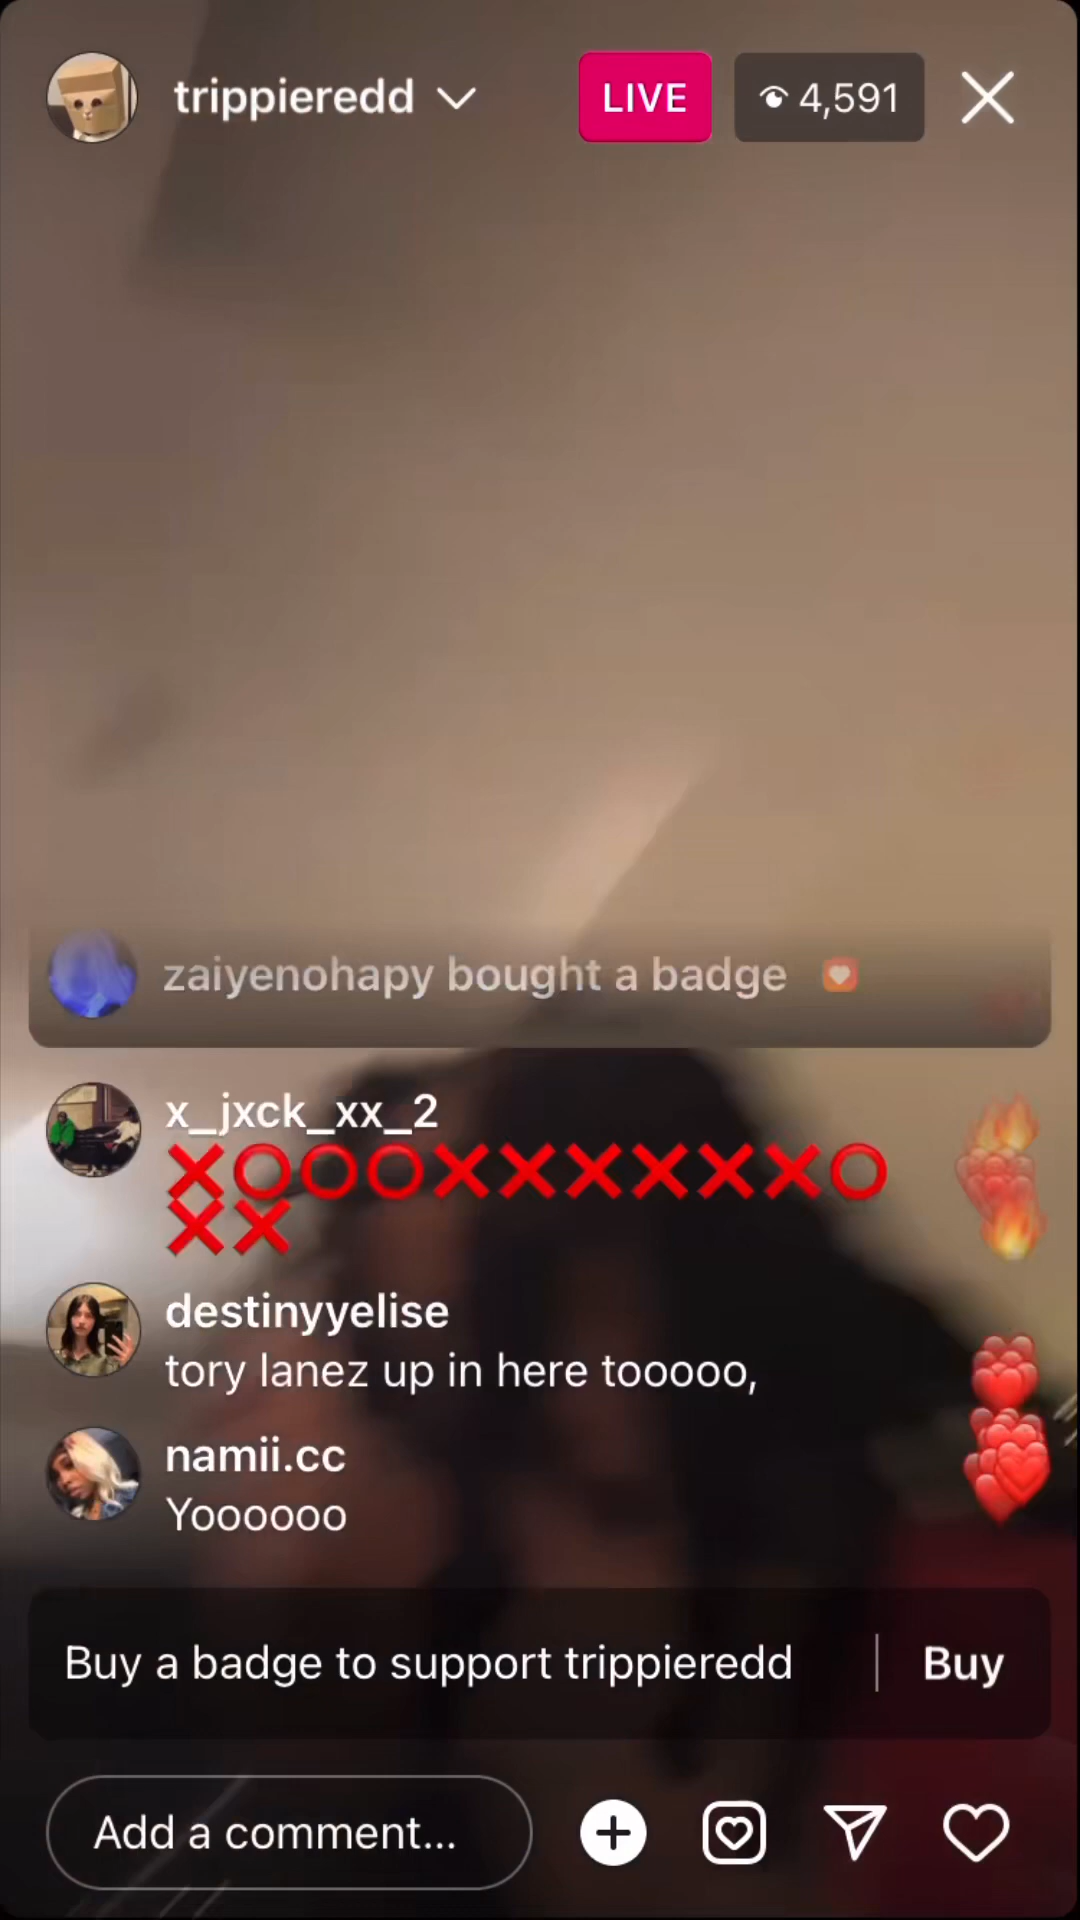 trippieredd
LIVE
4,591
zaiyenohapy bought a badge
x_jxck_xx_2
❌⭕⭕⭕❌❌❌❌❌❌⭕
❌❌
destinyyelise
tory lanez up in here tooooo,
namii.cc
Yoooooo
Buy a badge to support trippieredd
Buy
Add a comment...